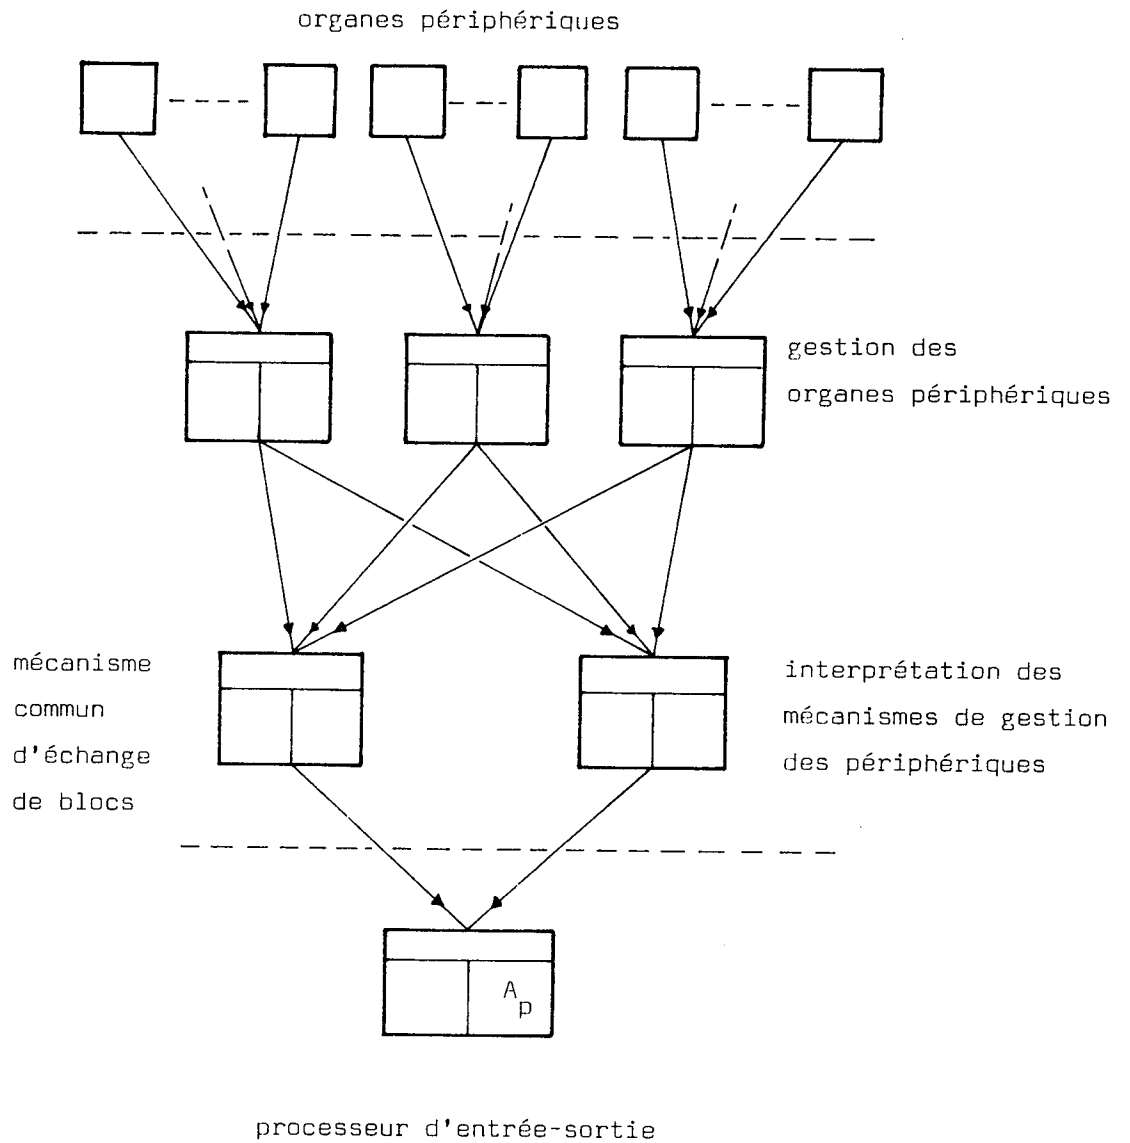 organes périphériques
gestion des
organes périphériques
mécanisme
commun
d'échange
de blocs
interprétation des
mécanismes de gestion
des périphériques
A
p
processeur d'entrée-sortie